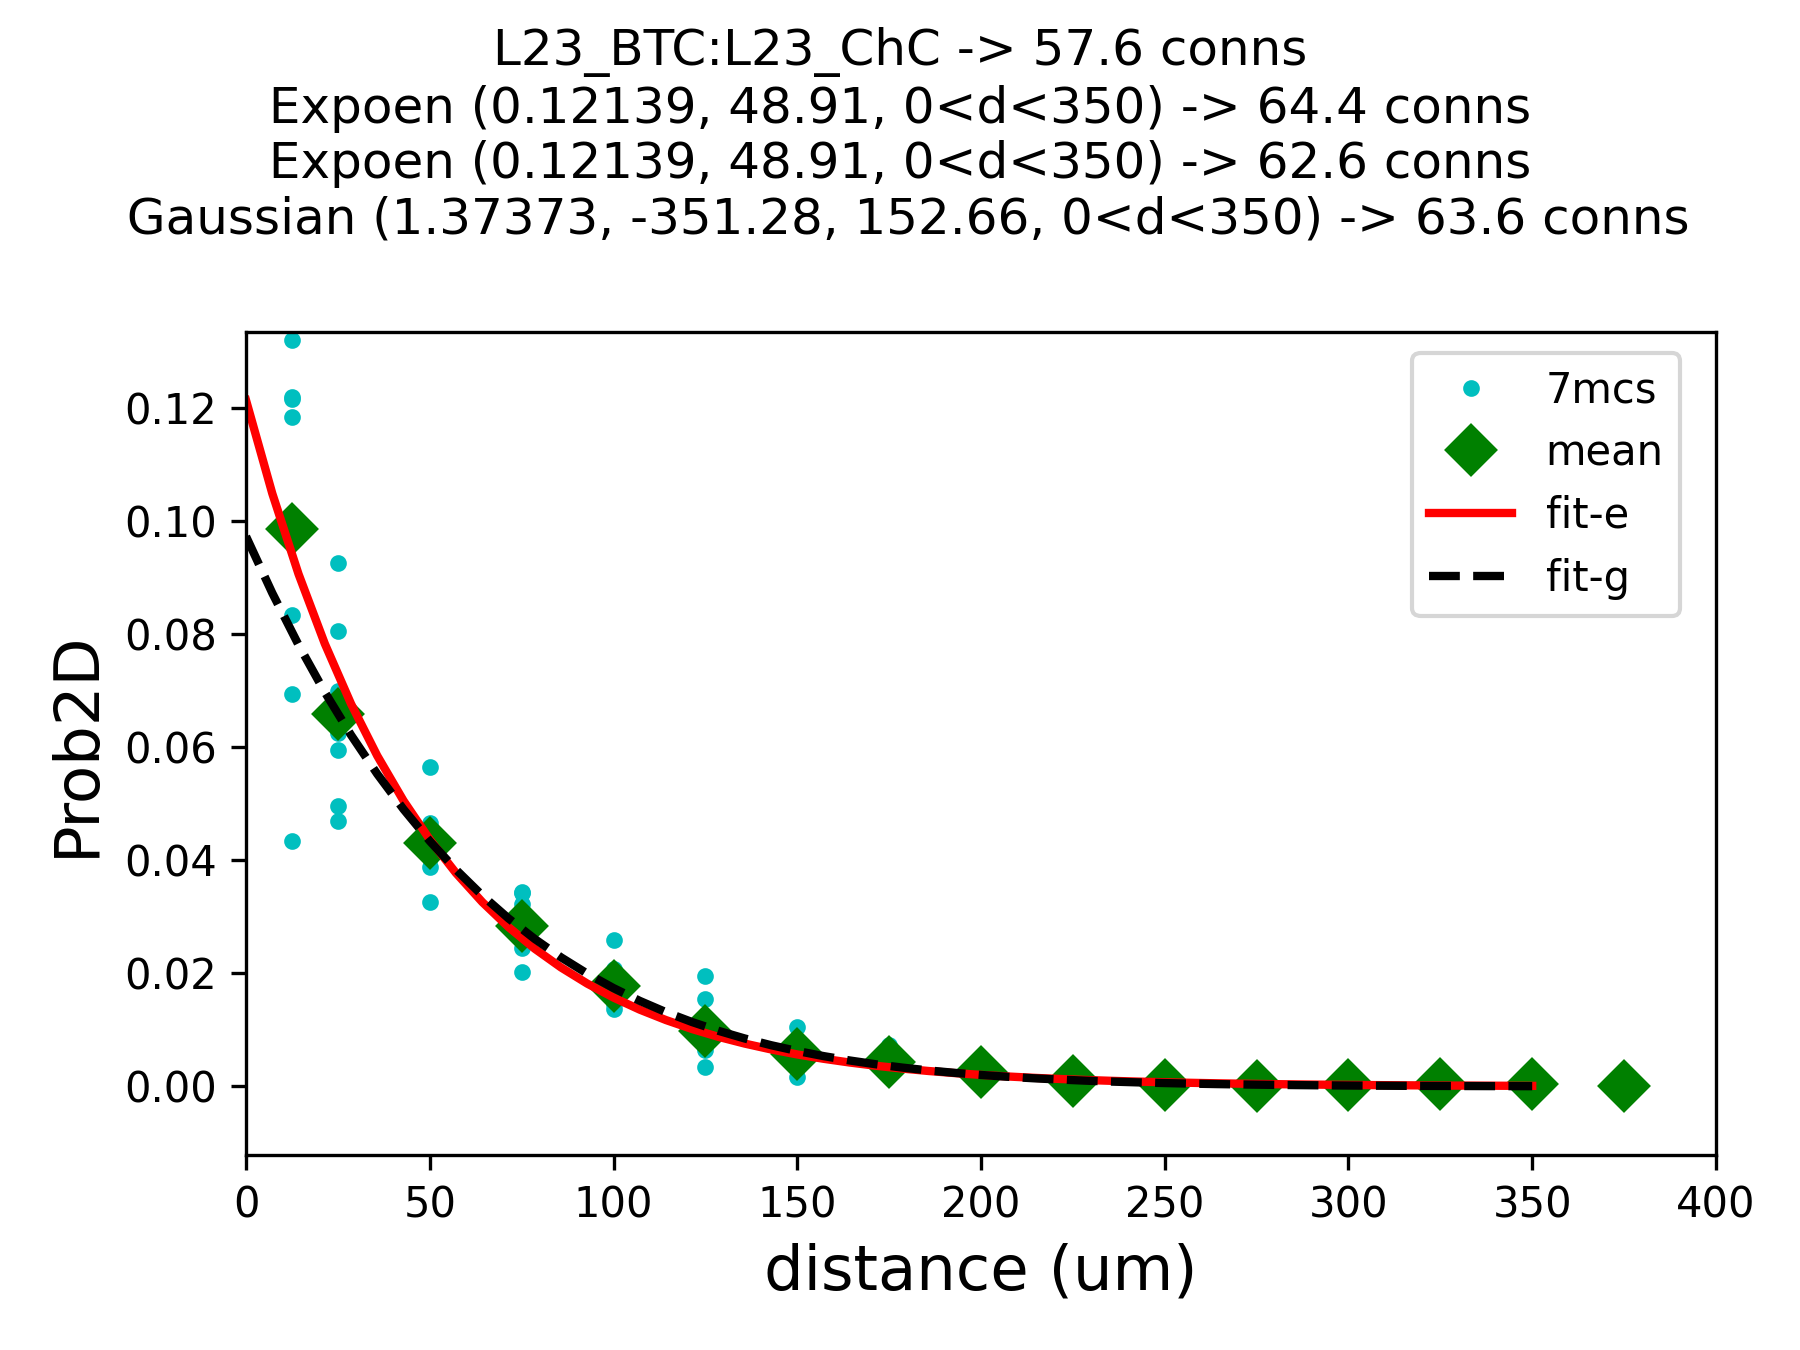 L23_BTC:L23_ChC -> 57.6 conns
Expoen (0.12139, 48.91, 0<d<350) -> 64.4 conns
Expoen (0.12139, 48.91, 0<d<350) -> 62.6 conns
Gaussian (1.37373, -351.28, 152.66, 0<d<350) -> 63.6 conns
7mcs
mean
fit-e
fit-g
Prob2D
0.12
0.10
0.08
0.06
0.04
0.02
0.00
0 50 100 150 200 250 300 350 400
distance (um)